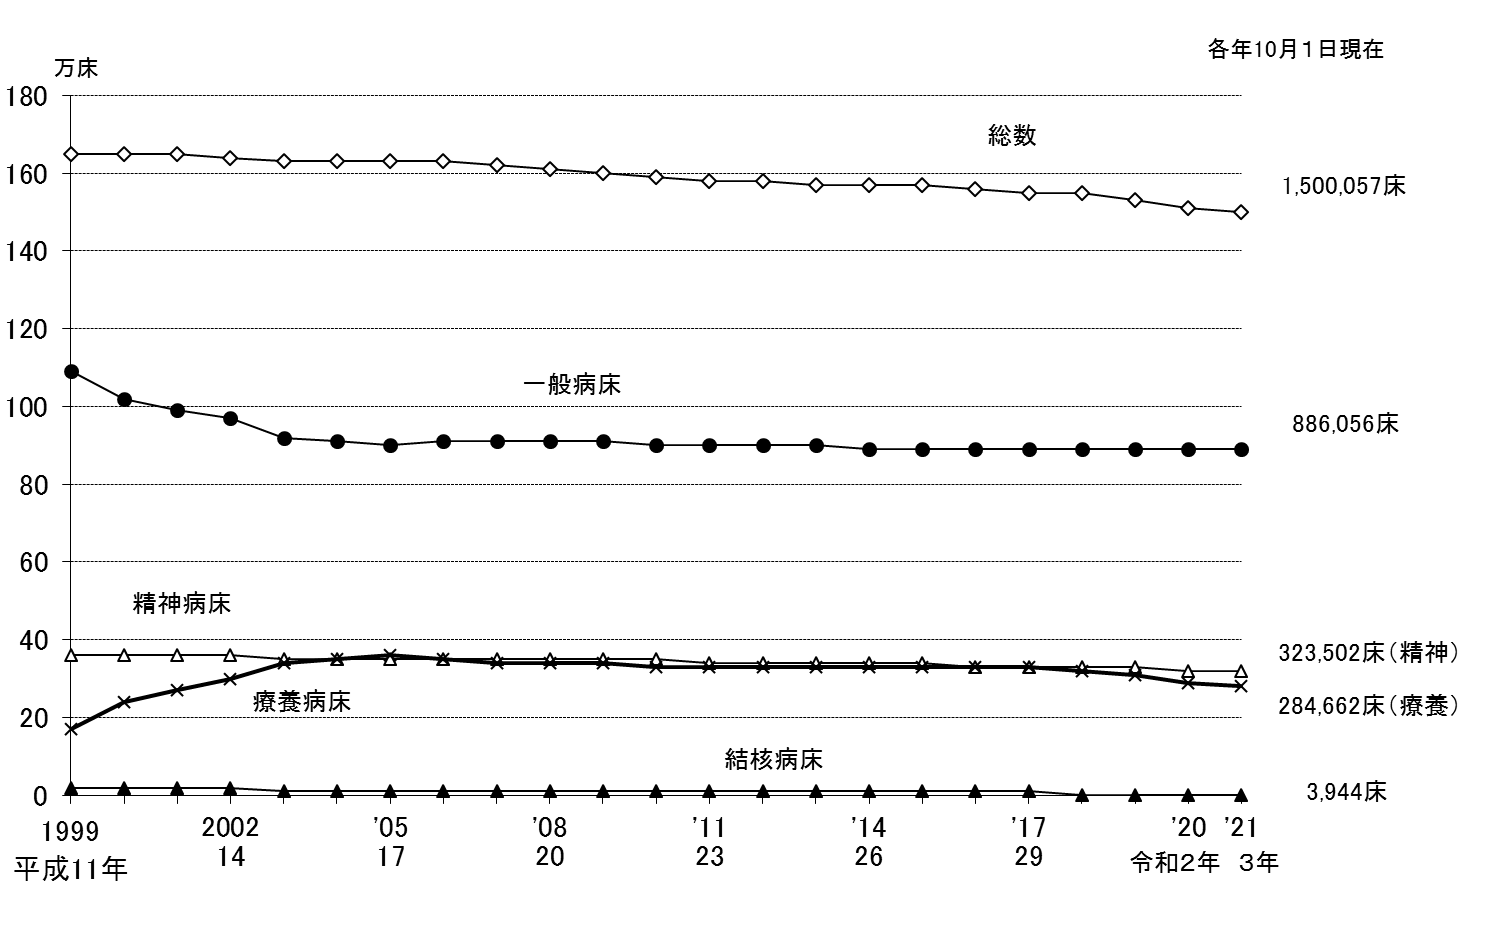 各年10月１日現在
万床
180
総数
160
1,500,057床
140
120
一般病床
100
886,056床
80
60
精神病床
40
323,502床（精神）
療養病床
284,662床（療養）
20
結核病床
0
3,944床
1999 2002 ’05 ’08 ’11 ’14 ’17 ’20 ’21
平成11年 14 17 20 23 26 29 令和２年 ３年